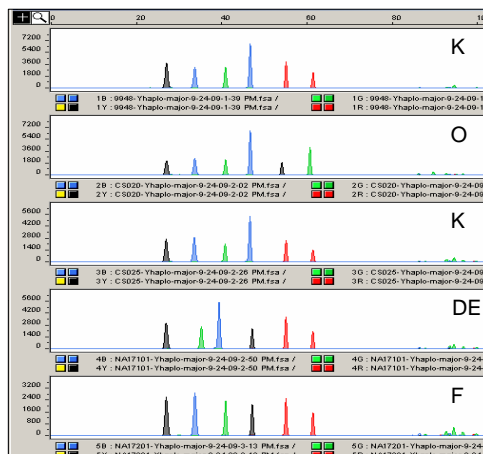 0 20 40 60 80 100
7200
6400
3600
1800
0
K
1B : 9948-Yhaplo-major-9-24-09-1-39 PM.fsa / 1G : 9948-Yhaplo-major-9-24-09-1
1Y : 9948-Yhaplo-major-9-24-09-1-39 PM.fsa / 1R : 9948-Yhaplo-major-9-24-09-1
7200
5400
3600
1800
0
O
2B : CS020-Yhaplo-major-9-24-09-2-02 PM.fsa / 2G : CS020-Yhaplo-major-9-24-09
2Y : CS020-Yhaplo-major-9-24-09-2-02 PM.fsa / 2R : CS020-Yhaplo-major-9-24-09
5600
4200
2800
1400
0
K
3B : CS025-Yhaplo-major-9-24-09-2-26 PM.fsa / 3G : CS025-Yhaplo-major-9-24-09
3Y : CS025-Yhaplo-major-9-24-09-2-26 PM.fsa / 3R : CS025-Yhaplo-major-9-24-09
5600
4200
2800
1400
0
DE
4B : NA17101-Yhaplo-major-9-24-09-2-50 PM.fsa / 4G : NA17101-Yhaplo-major-9-24-
4Y : NA17101-Yhaplo-major-9-24-09-2-50 PM.fsa / 4R : NA17101-Yhaplo-major-9-24-
3200
2400
1600
800
0
F
5B : NA17201-Yhaplo-major-9-24-09-3-13 PM.fsa / 5G : NA17201-Yhaplo-major-9-24-